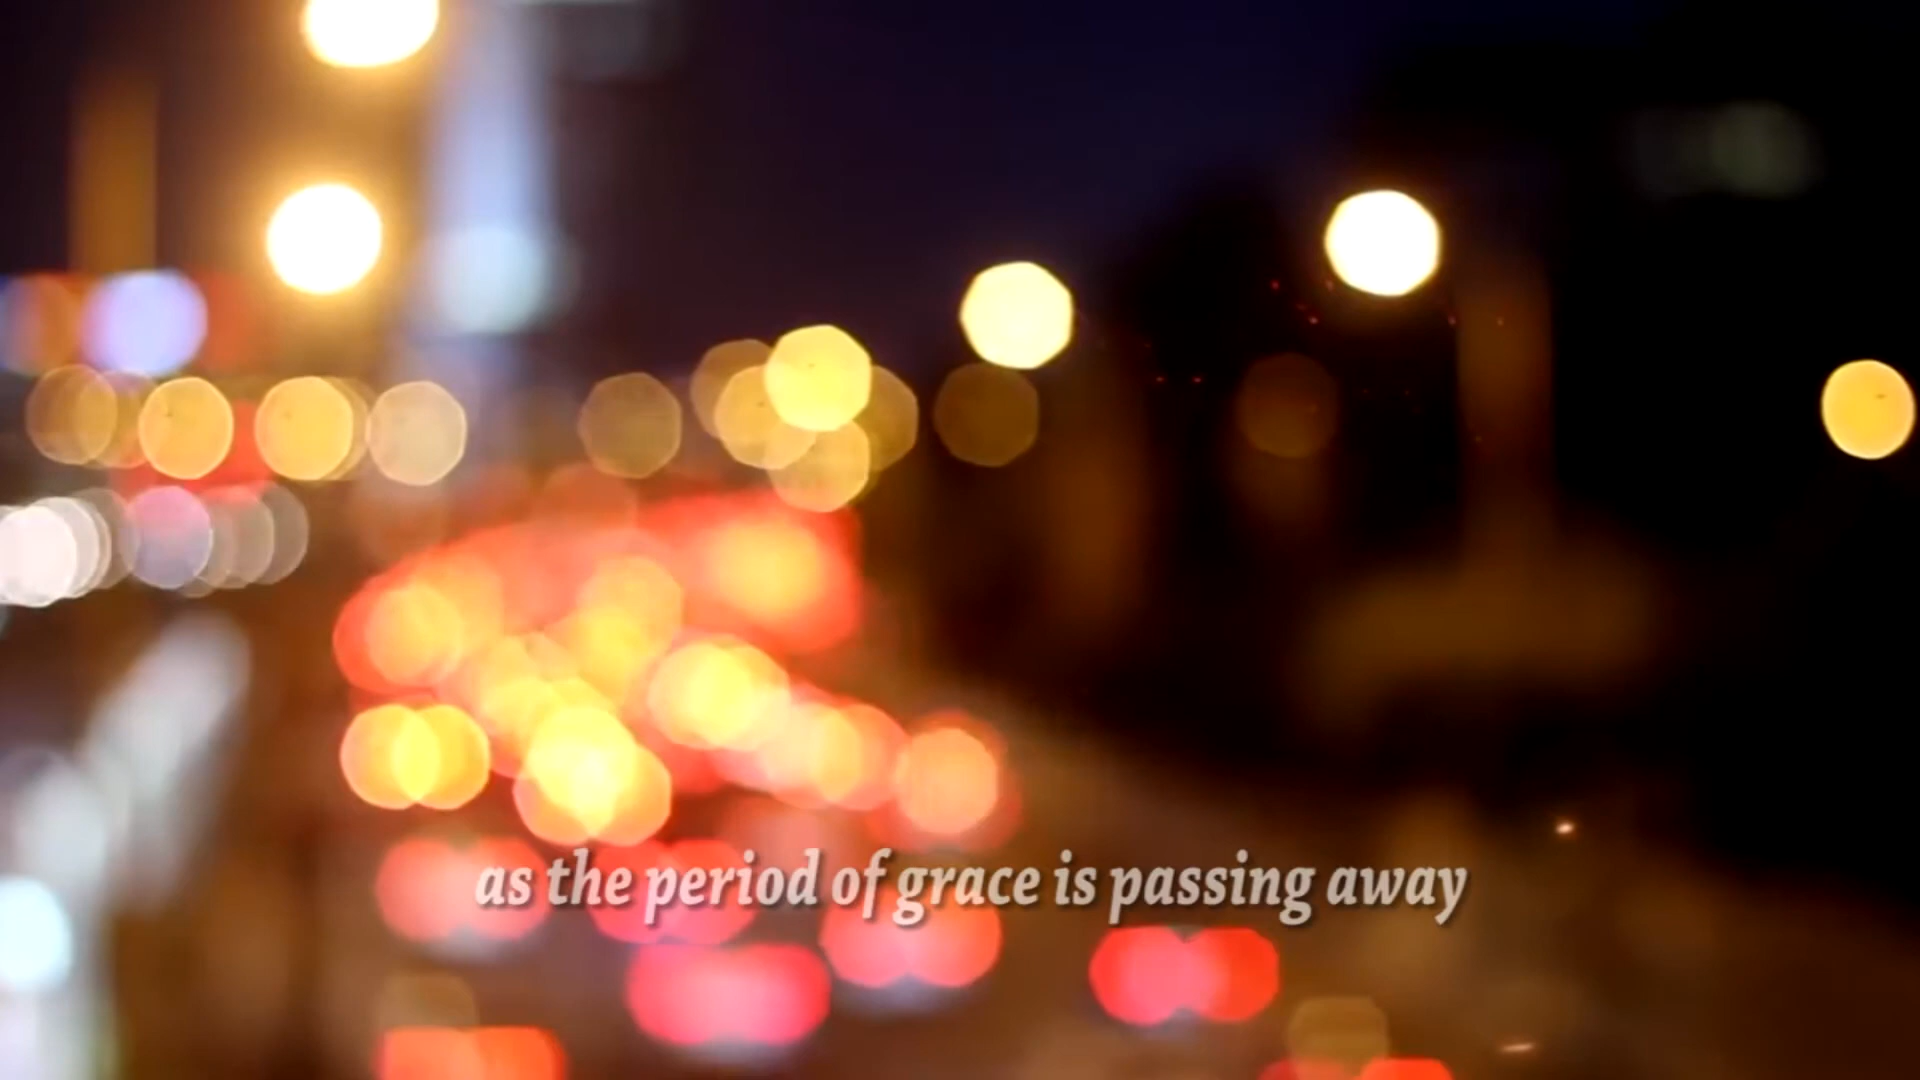 as the period of grace is passing away